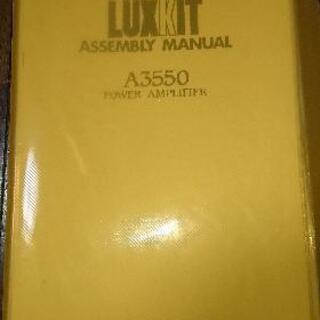 LUXKIT
ASSEMBLY MANUAL
A3550
POWER AMPLIFIER